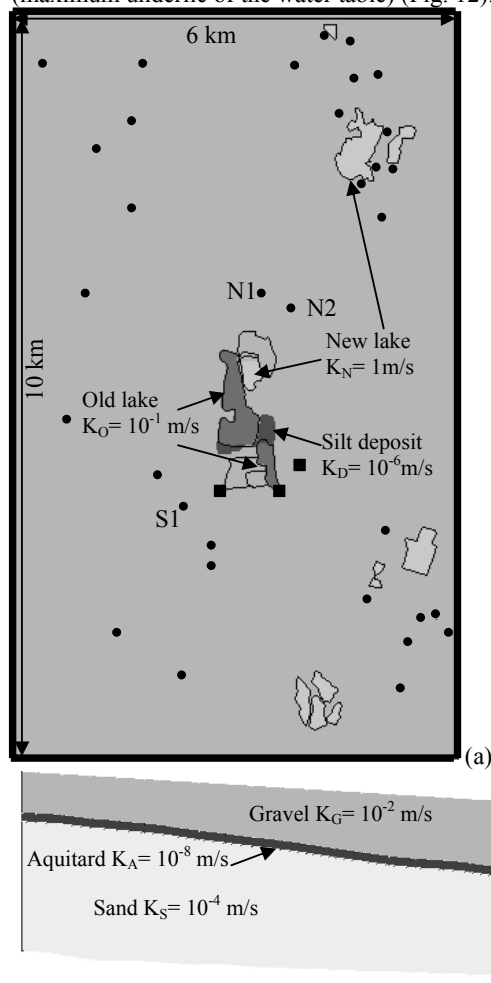 (maximum underne of the water table) (Fig. 12).
6 km
10 km
N1
N2
New lake
K_N= 1m/s
Old lake
K_O= 10^-1 m/s
Silt deposit
K_D= 10^-6m/s
S1
(a)
Gravel K_G= 10^-2 m/s
Aquitard K_A= 10^-8 m/s
Sand K_S= 10^-4 m/s